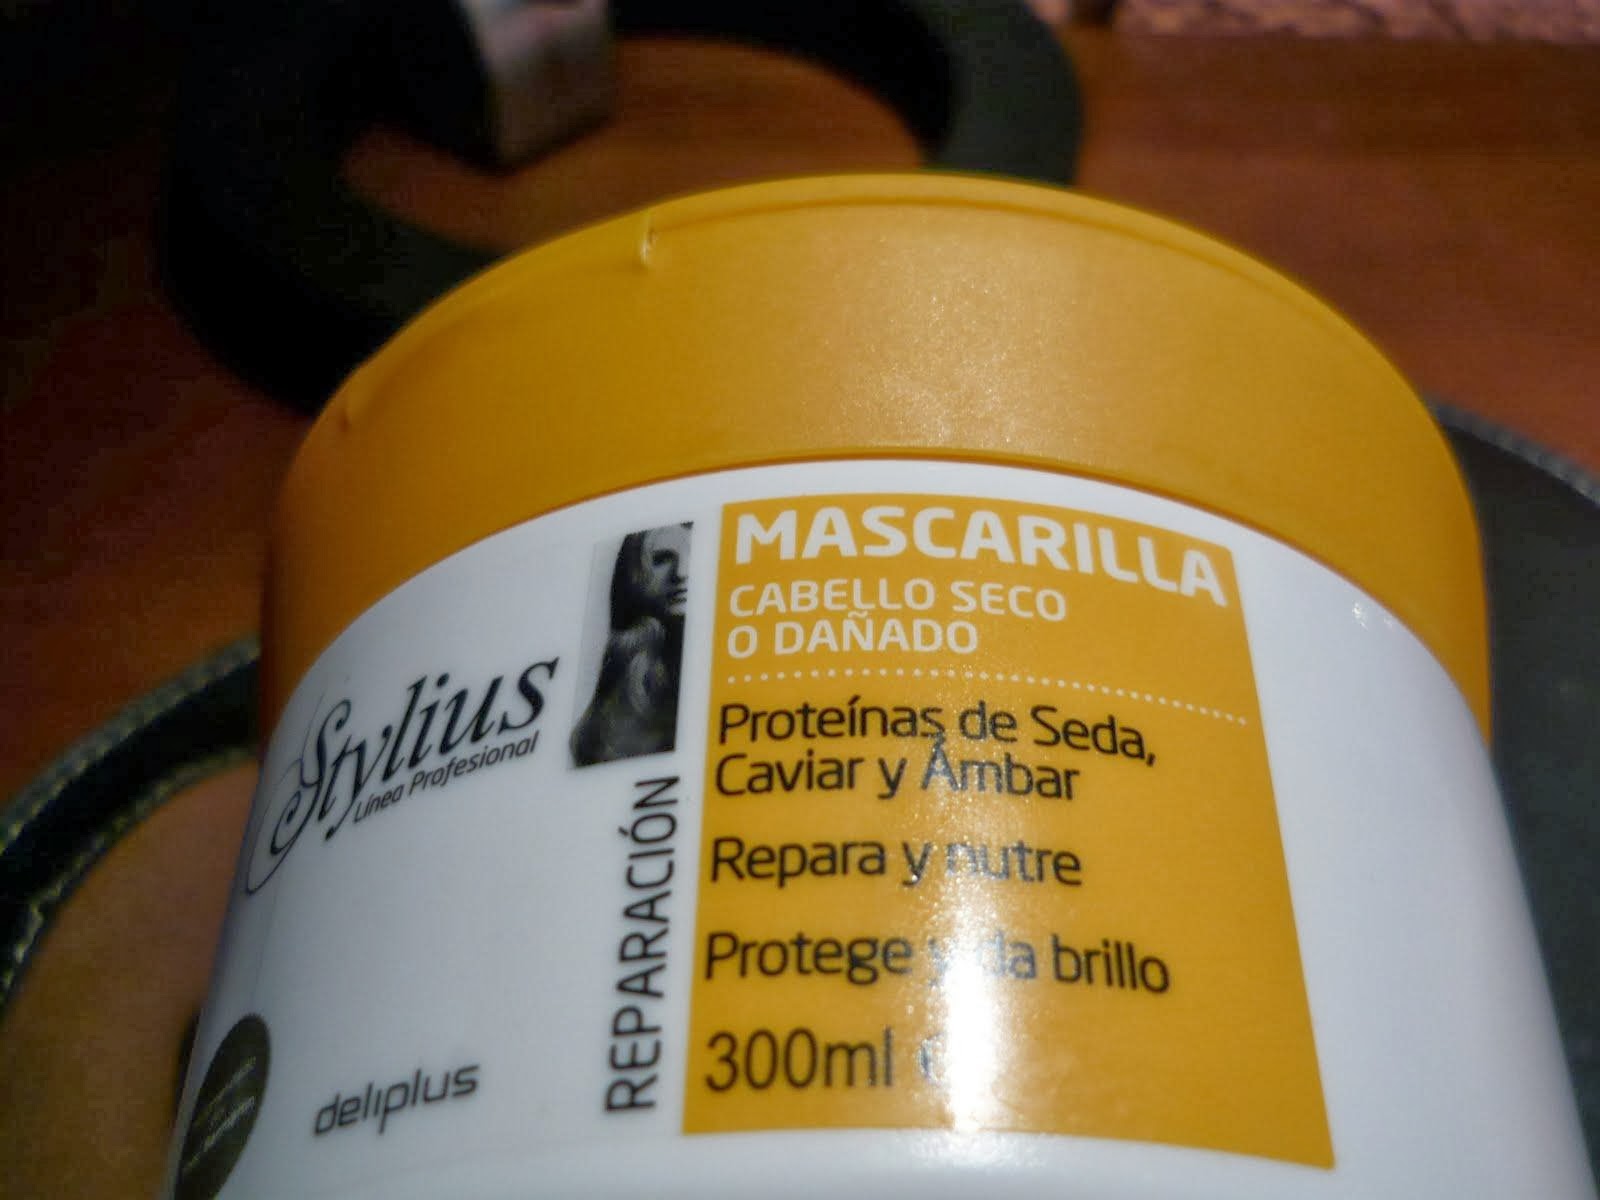 Stylius
Línea Profesional
deliplus
REPARACIÓN
MASCARILLA
CABELLO SECO
O DAÑADO
Proteínas de Seda,
Caviar y Ámbar
Repara y nutre
Protege y da brillo
300ml e